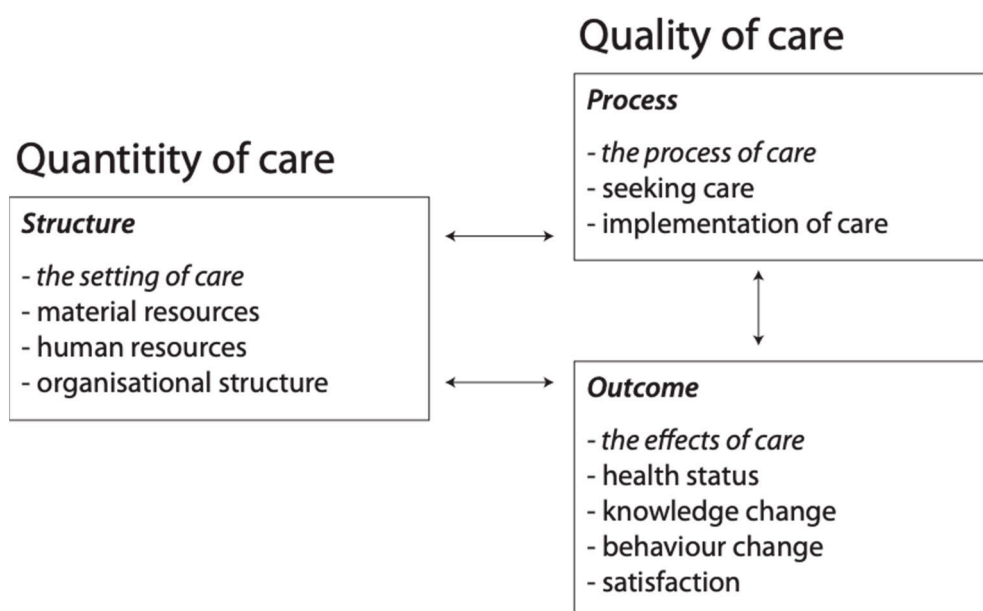 Quality of care
Process
- the process of care
- seeking care
- implementation of care
Quantitity of care
Structure
- the setting of care
- material resources
- human resources
- organisational structure
Outcome
- the effects of care
- health status
- knowledge change
- behaviour change
- satisfaction